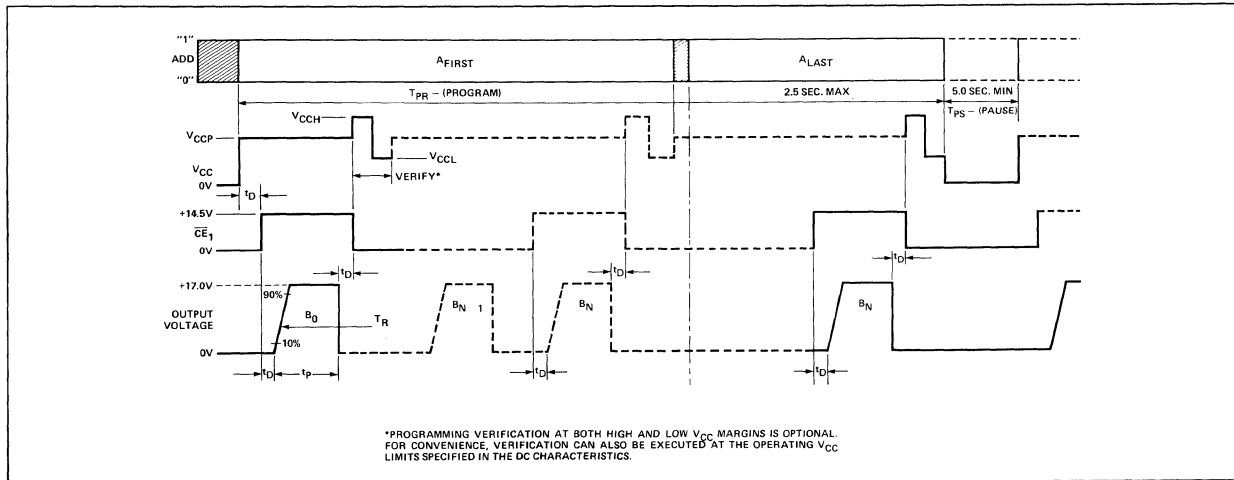 "1"
ADD
"0"
AFIRST
ALAST
TPR – (PROGRAM)
2.5 SEC. MAX
5.0 SEC. MIN
TPS – (PAUSE)
VCCH
VCCP
VCCL
VCC
0V
VERIFY*
tD
+14.5V
CE1
0V
tD
tD
tD
+17.0V
90%
OUTPUT
VOLTAGE
B0
TR
BN 1
BN
BN
10%
0V
tD
tP
tD
tD
*PROGRAMMING VERIFICATION AT BOTH HIGH AND LOW VCC MARGINS IS OPTIONAL.
FOR CONVENIENCE, VERIFICATION CAN ALSO BE EXECUTED AT THE OPERATING VCC
LIMITS SPECIFIED IN THE DC CHARACTERISTICS.